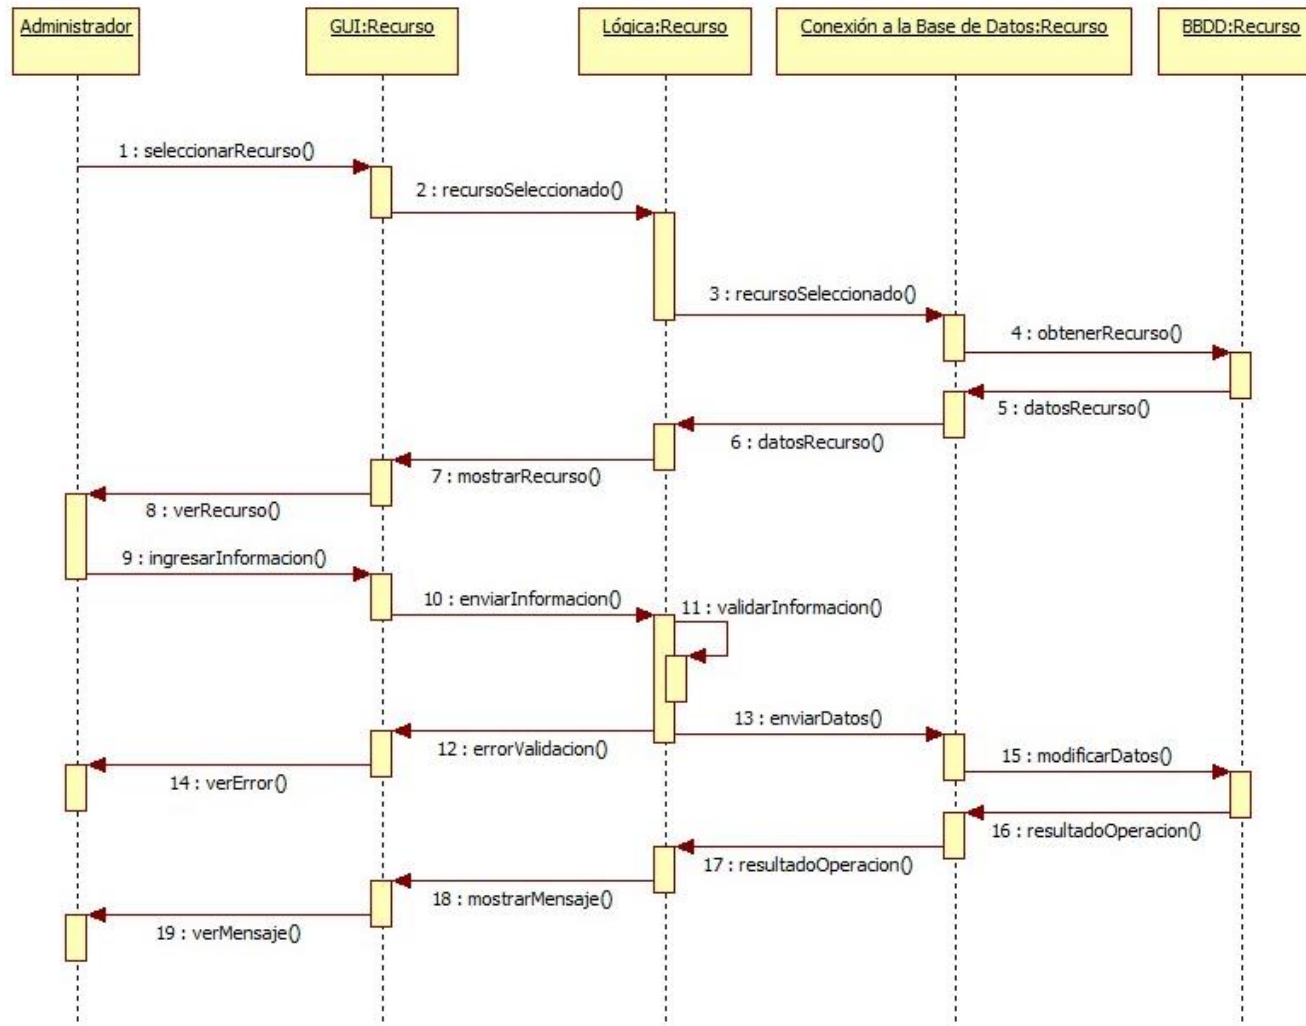 Administrador
GUI:Recurso
Lógica:Recurso
Conexión a la Base de Datos:Recurso
BBDD:Recurso
1 : seleccionarRecurso()
2 : recursoSeleccionado()
3 : recursoSeleccionado()
4 : obtenerRecurso()
5 : datosRecurso()
6 : datosRecurso()
7 : mostrarRecurso()
8 : verRecurso()
9 : ingresarInformacion()
10 : enviarInformacion()
11 : validarInformacion()
12 : errorValidacion()
13 : enviarDatos()
14 : verError()
15 : modificarDatos()
16 : resultadoOperacion()
17 : resultadoOperacion()
18 : mostrarMensaje()
19 : verMensaje()